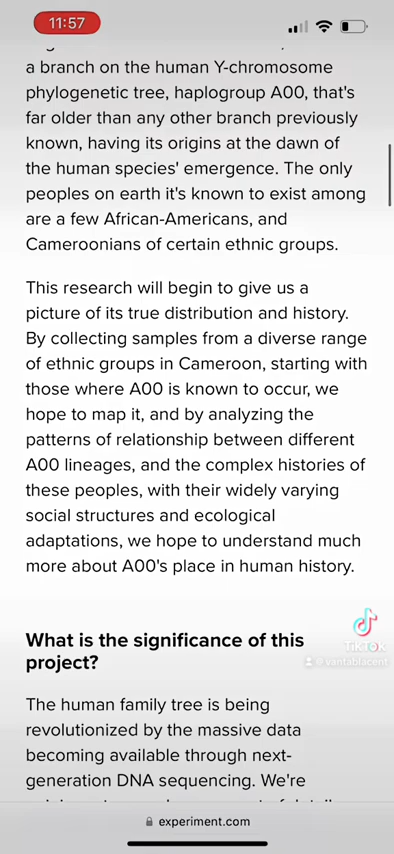 11:57
a branch on the human Y-chromosome
phylogenetic tree, haplogroup A00, that's
far older than any other branch previously
known, having its origins at the dawn of
the human species' emergence. The only
peoples on earth it's known to exist among
are a few African-Americans, and
Cameroonians of certain ethnic groups.
This research will begin to give us a
picture of its true distribution and history.
By collecting samples from a diverse range
of ethnic groups in Cameroon, starting with
those where A00 is known to occur, we
hope to map it, and by analyzing the
patterns of relationship between different
A00 lineages, and the complex histories of
these peoples, with their widely varying
social structures and ecological
adaptations, we hope to understand much
more about A00's place in human history.
TikTok
@vantablacent
What is the significance of this
project?
The human family tree is being
revolutionized by the massive data
becoming available through next-
generation DNA sequencing. We're
experiment.com